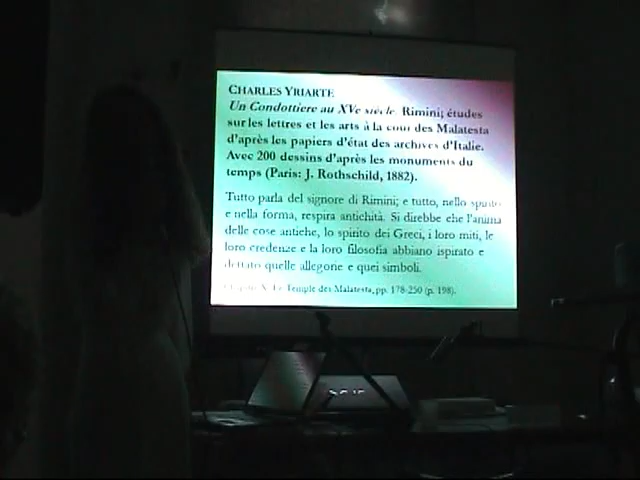 CHARLES YRIARTE
Un Condottiere au XVe siècle. Rimini; études
sur les lettres et les arts à la cour des Malatesta
d'après les papiers d'état des archives d'Italie.
Avec 200 dessins d'après les monuments du
temps (Paris: J. Rothschild, 1882).
Tutto parla del signore di Rimini; e tutto, nello spirito
e nella forma, respira antichità. Si direbbe che l'anima
delle cose antiche, lo spirito dei Greci, i loro miti, le
loro credenze e la loro filosofia abbiano ispirato e
dettato quelle allegorie e quei simboli.
Le Temple des Malatesta, pp. 178-250 (p. 198).